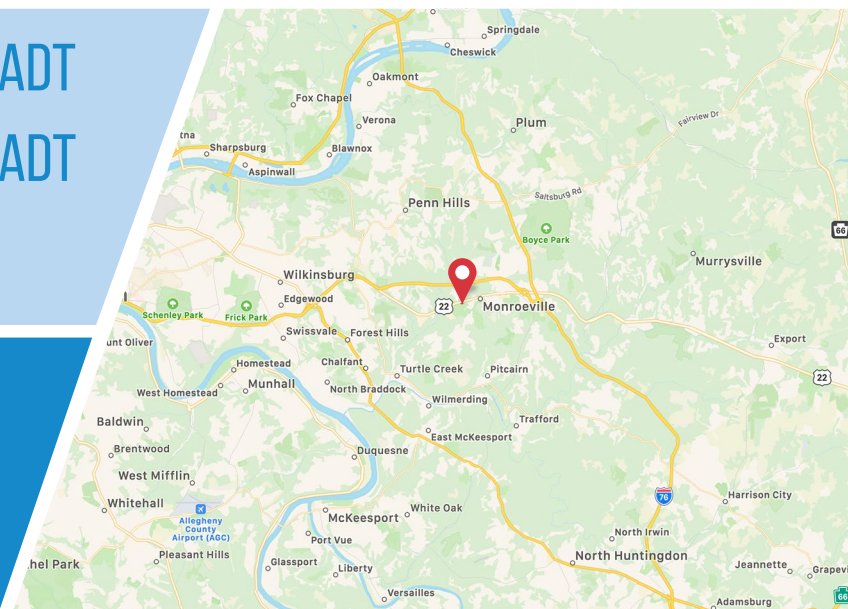 ADT
ADT
Springdale
Cheswick
Oakmont
Fox Chapel
Verona
Plum
Fairview Dr
tna
Sharpsburg
Blawnox
Aspinwall
Saltsburg Rd
Penn Hills
Boyce Park
66
Murrysville
Wilkinsburg
Edgewood
22
Monroeville
Schenley Park
Frick Park
Swissvale
Forest Hills
unt Oliver
Export
Homestead
Chalfant
Turtle Creek
Pitcairn
22
West Homestead
Munhall
North Braddock
Wilmerding
Baldwin
Trafford
East McKeesport
Brentwood
Duquesne
West Mifflin
Whitehall
76
Harrison City
Allegheny
County
Airport (AGC)
McKeesport
White Oak
Port Vue
North Irwin
Pleasant Hills
North Huntingdon
hel Park
Glassport
Liberty
Jeannette
Grapevi
Versailles
66
Adamsburg